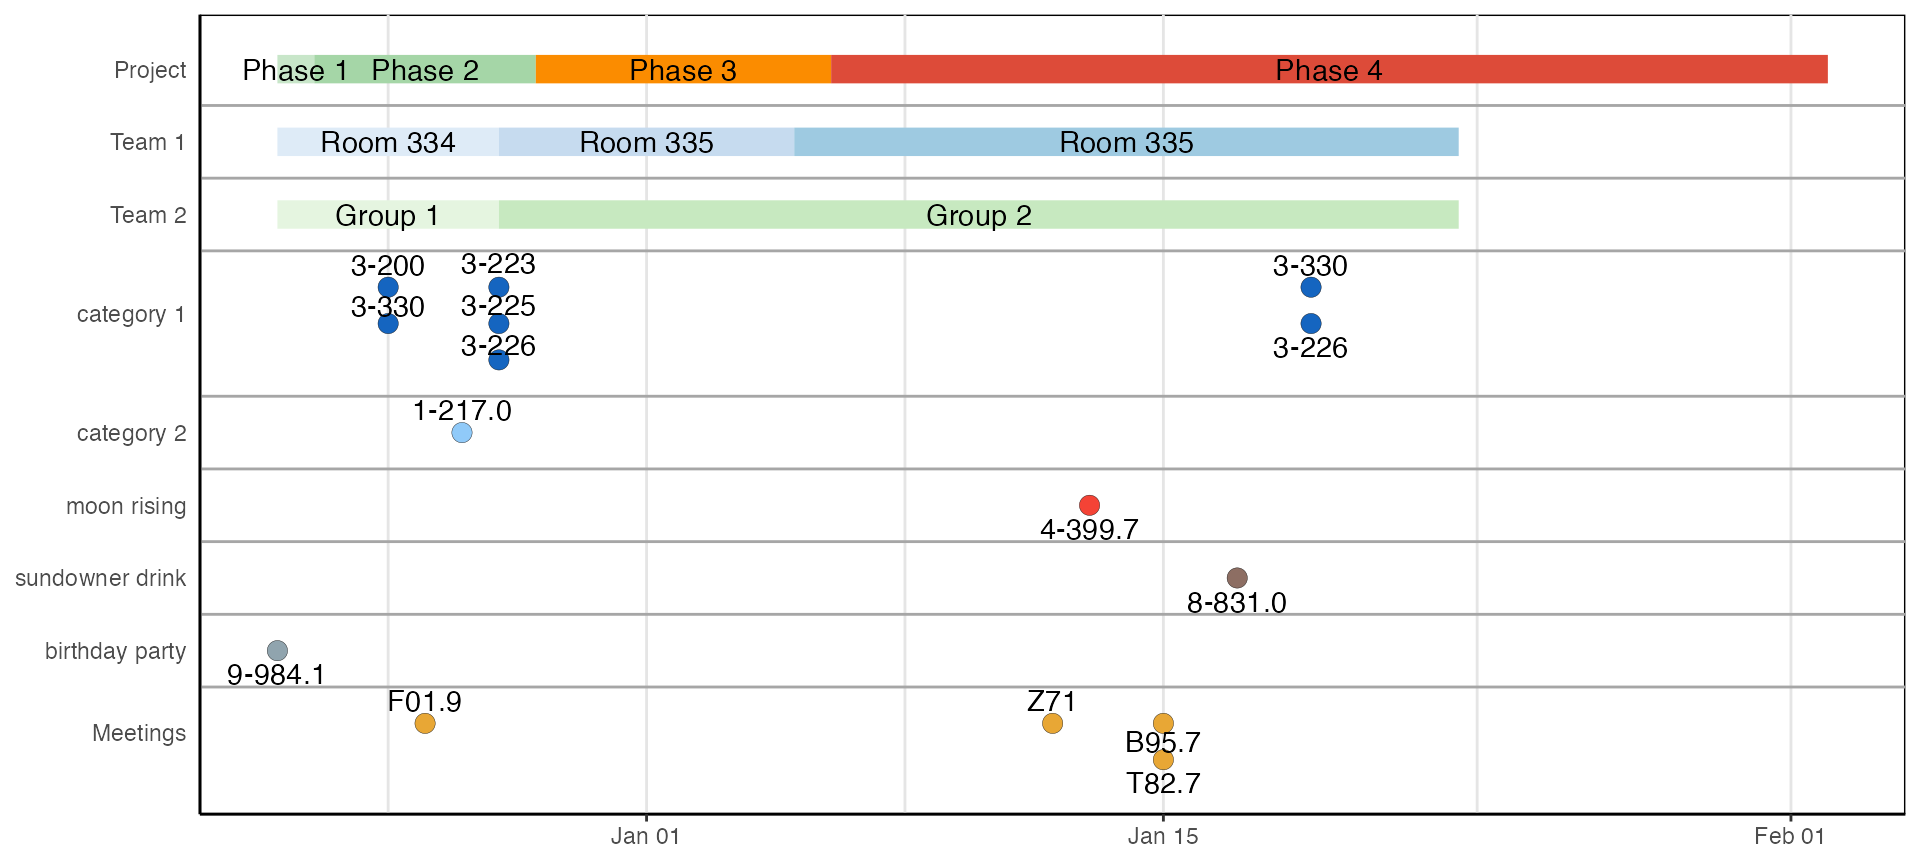 Project
Phase 1 Phase 2 Phase 3 Phase 4
Team 1
Room 334 Room 335 Room 335
Team 2
Group 1 Group 2
category 1
3-200 3-223 3-330
3-330 3-225
3-226 3-226
category 2
1-217.0
moon rising
4-399.7
sundowner drink
8-831.0
birthday party
9-984.1
Meetings
F01.9 Z71
B95.7
T82.7
Jan 01 Jan 15 Feb 01